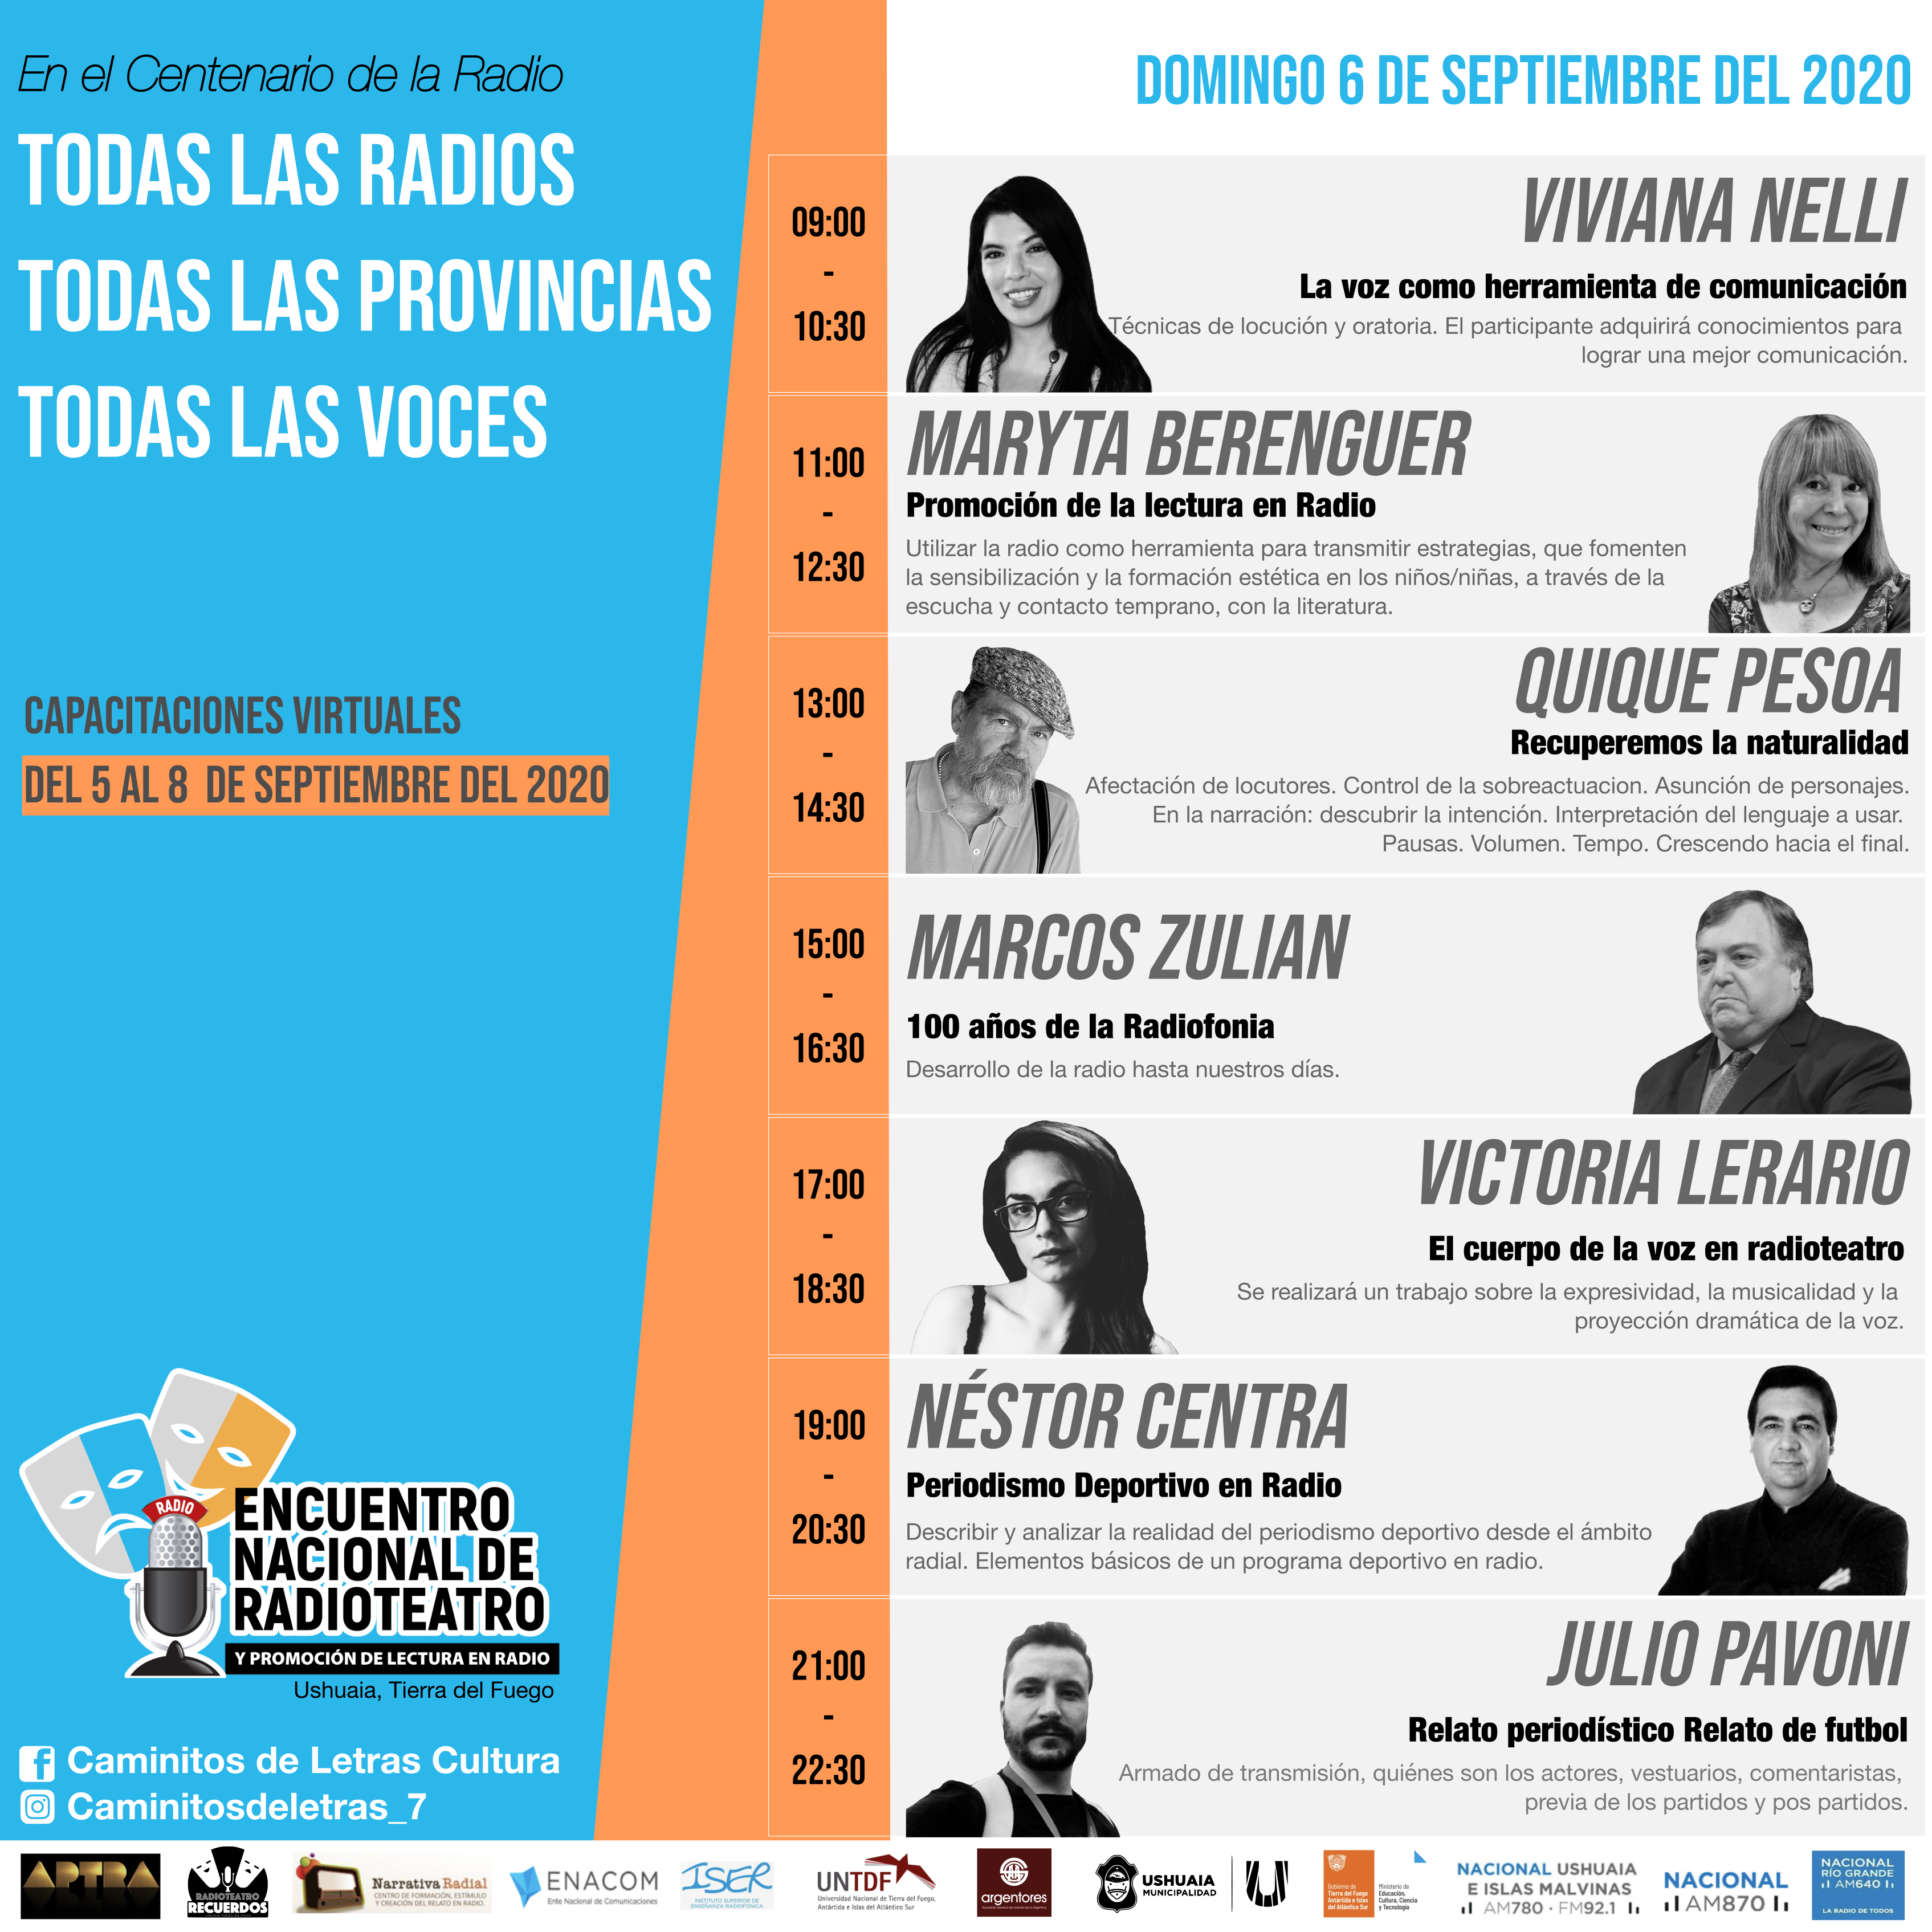 En el Centenario de la Radio
TODAS LAS RADIOS
TODAS LAS PROVINCIAS
TODAS LAS VOCES
CAPACITACIONES VIRTUALES
DEL 5 AL 8 DE SEPTIEMBRE DEL 2020
RADIO
ENCUENTRO
NACIONAL DE
RADIOTEATRO
Y PROMOCIÓN DE LECTURA EN RADIO
Ushuaia, Tierra del Fuego
Caminitos de Letras Cultura
Caminitosdeletras_7
DOMINGO 6 DE SEPTIEMBRE DEL 2020
09:00
-
10:30
VIVIANA NELLI
La voz como herramienta de comunicación
Técnicas de locución y oratoria. El participante adquirirá conocimientos para
lograr una mejor comunicación.
11:00
-
12:30
MARYTA BERENGUER
Promoción de la lectura en Radio
Utilizar la radio como herramienta para transmitir estrategias, que fomenten
la sensibilización y la formación estética en los niños/niñas, a través de la
escucha y contacto temprano, con la literatura.
13:00
-
14:30
QUIQUE PESOA
Recuperemos la naturalidad
Afectación de locutores. Control de la sobreactuacion. Asunción de personajes.
En la narración: descubrir la intención. Interpretación del lenguaje a usar.
Pausas. Volumen. Tempo. Crescendo hacia el final.
15:00
-
16:30
MARCOS ZULIAN
100 años de la Radiofonia
Desarrollo de la radio hasta nuestros días.
17:00
-
18:30
VICTORIA LERARIO
El cuerpo de la voz en radioteatro
Se realizará un trabajo sobre la expresividad, la musicalidad y la
proyección dramática de la voz.
19:00
-
20:30
NÉSTOR CENTRA
Periodismo Deportivo en Radio
Describir y analizar la realidad del periodismo deportivo desde el ámbito
radial. Elementos básicos de un programa deportivo en radio.
21:00
-
22:30
JULIO PAVONI
Relato periodístico Relato de futbol
Armado de transmisión, quiénes son los actores, vestuarios, comentaristas,
previa de los partidos y pos partidos.
APTRA
RADIOTEATRO
RECUERDOS
Narrativa Radial
CENTRO DE FORMACIÓN, ESTÍMULO
Y CREACIÓN DEL RELATO EN RADIO.
ENACOM
Ente Nacional de Comunicaciones
ISER
INSTITUTO SUPERIOR DE
ENSEÑANZA RADIOFÓNICA
UNTDF
Universidad Nacional de Tierra del Fuego,
Antártida e Islas del Atlántico Sur
argentores
USHUAIA
MUNICIPALIDAD
Gobierno de
Tierra del Fuego
Antártida e Islas
del Atlántico Sur
Ministerio de
Educación,
Cultura, Ciencia
y Tecnología
NACIONAL USHUAIA
E ISLAS MALVINAS
AM780 · FM92.1
NACIONAL
AM870
NACIONAL
RÍO GRANDE
AM640
LA RADIO DE TODOS